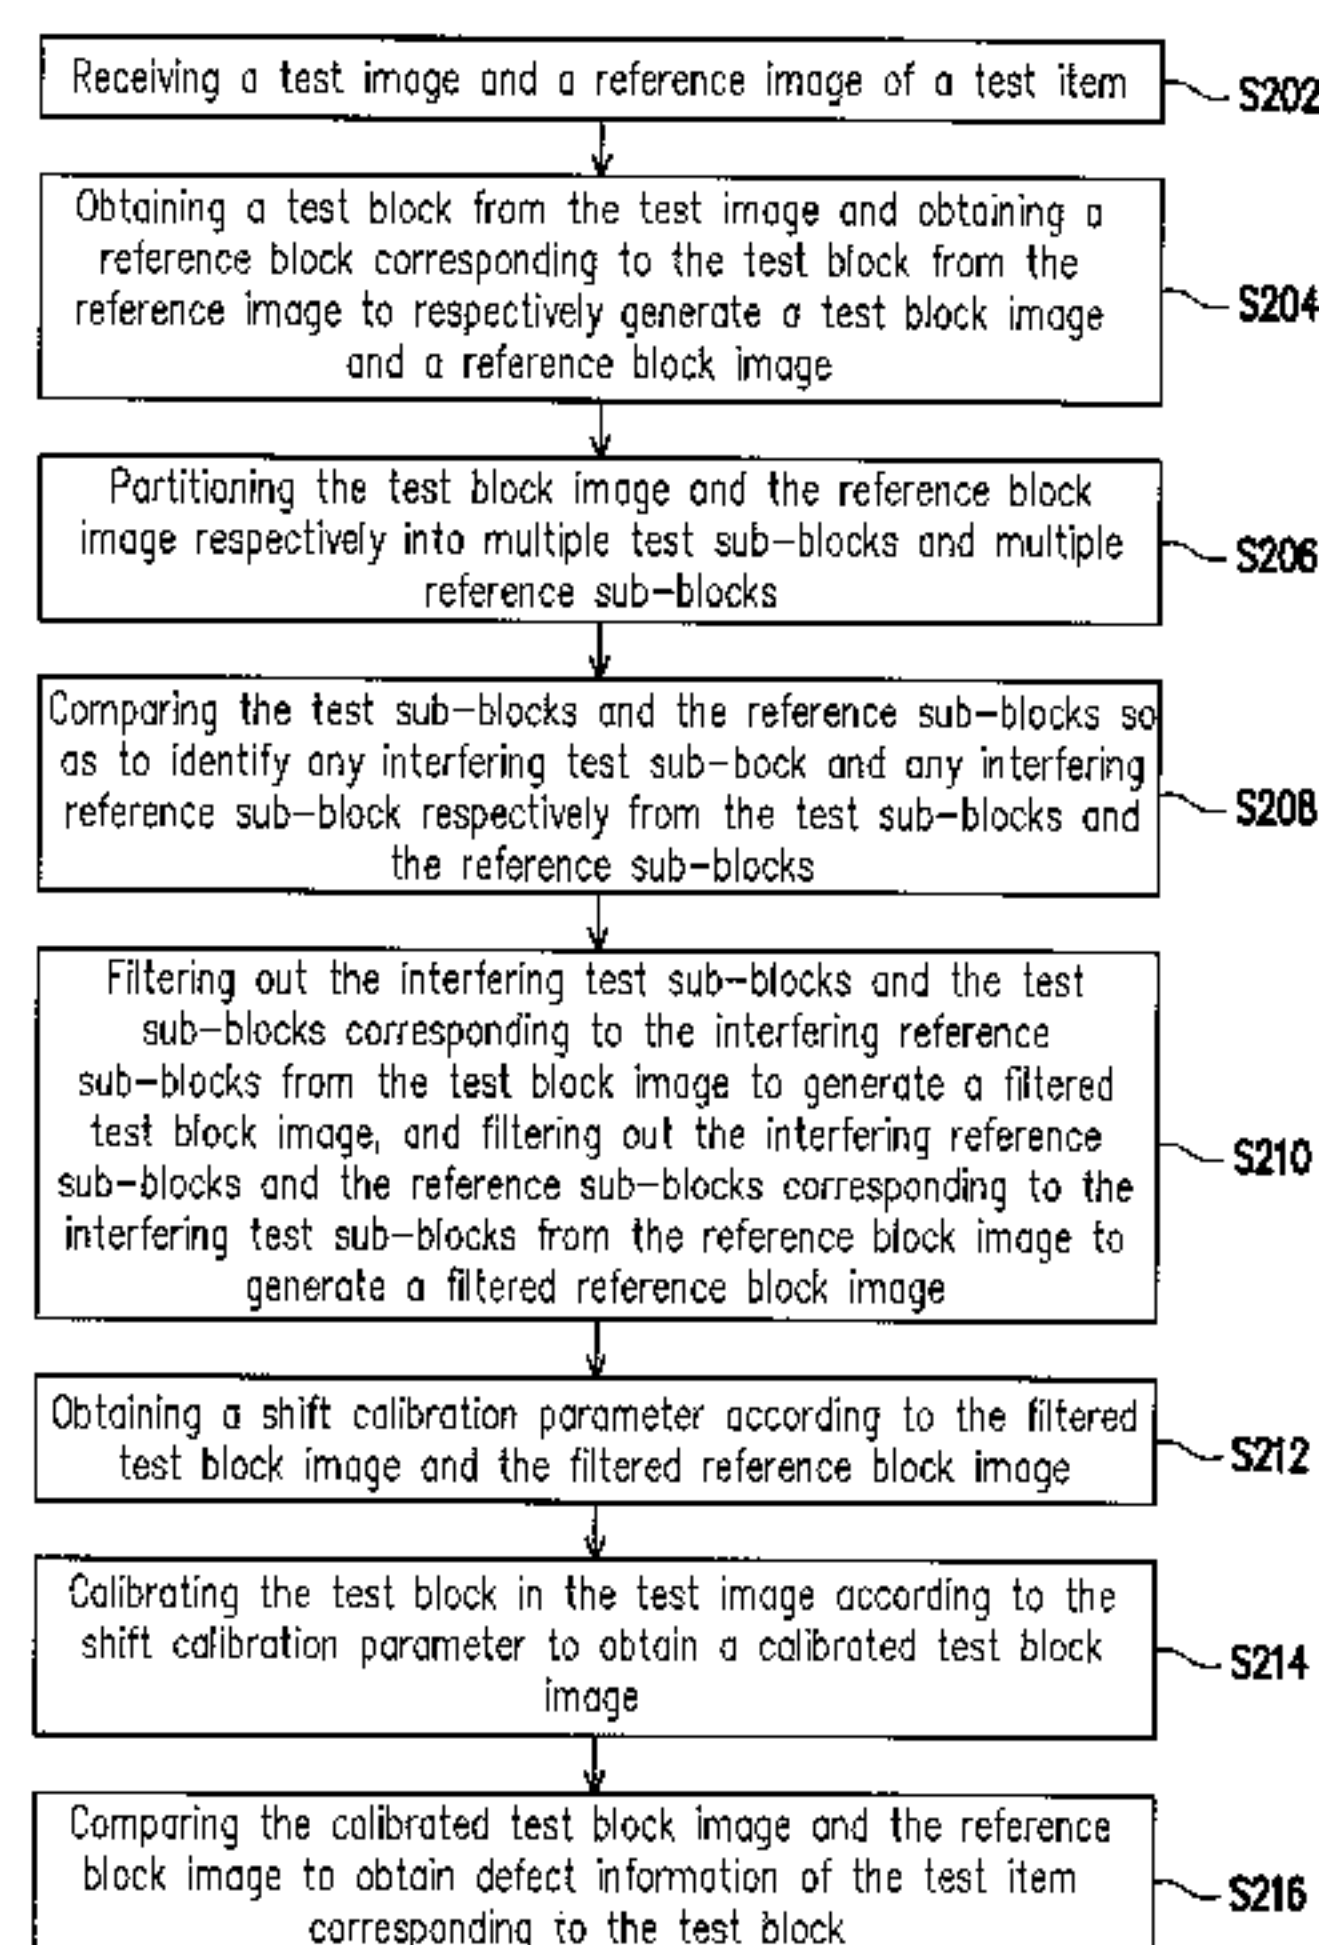 Receiving a test image and a reference image of a test item
S202
Obtaining a test block from the test image and obtaining a
reference block corresponding to the test block from the
reference image to respectively generate a test block image
and a reference block image
S204
Partitioning the test block image and the reference block
image respectively into multiple test sub-blocks and multiple
reference sub-blocks
S206
Comparing the test sub-blocks and the reference sub-blocks so
as to identify any interfering test sub-bock and any interfering
reference sub-block respectively from the test sub-blocks and
the reference sub-blocks
S208
Filtering out the interfering test sub-blocks and the test
sub-blocks corresponding to the interfering reference
sub-blocks from the test block image to generate a filtered
test block image, and filtering out the interfering reference
sub-blocks and the reference sub-blocks corresponding to the
interfering test sub-blocks from the reference block image to
generate a filtered reference block image
S210
Obtaining a shift calibration parameter according to the filtered
test block image and the filtered reference block image
S212
Calibrating the test block in the test image according to the
shift calibration parameter to obtain a calibrated test block
image
S214
Comparing the calibrated test block image and the reference
block image to obtain defect information of the test item
corresponding to the test block
S216